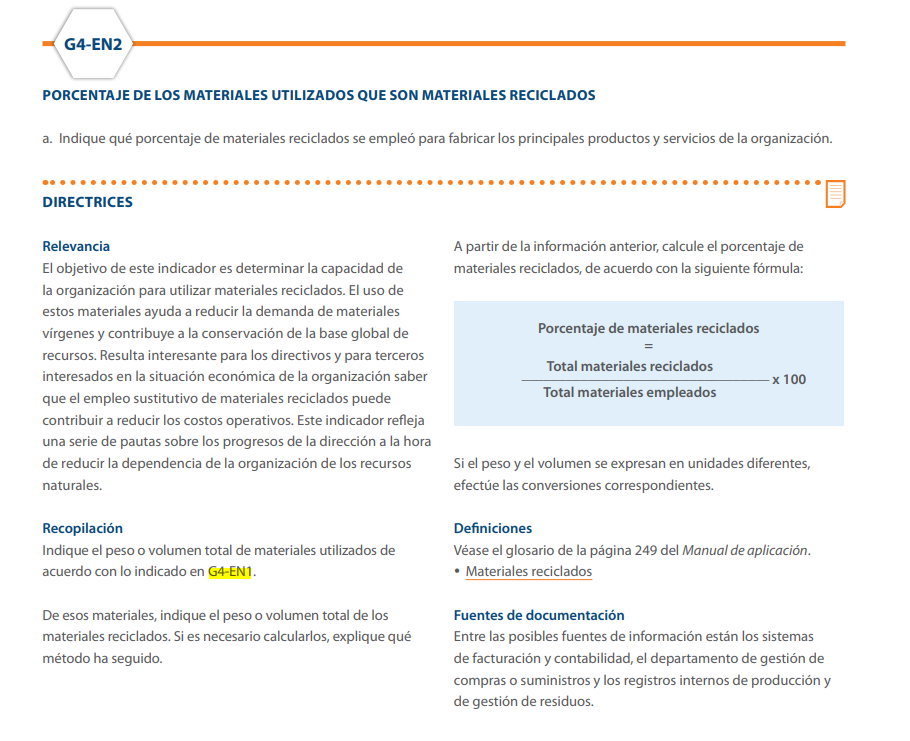 G4-EN2
PORCENTAJE DE LOS MATERIALES UTILIZADOS QUE SON MATERIALES RECICLADOS
a. Indique qué porcentaje de materiales reciclados se empleó para fabricar los principales productos y servicios de la organización.
DIRECTRICES
Relevancia
El objetivo de este indicador es determinar la capacidad de
la organización para utilizar materiales reciclados. El uso de
estos materiales ayuda a reducir la demanda de materiales
vírgenes y contribuye a la conservación de la base global de
recursos. Resulta interesante para los directivos y para terceros
interesados en la situación económica de la organización saber
que el empleo sustitutivo de materiales reciclados puede
contribuir a reducir los costos operativos. Este indicador refleja
una serie de pautas sobre los progresos de la dirección a la hora
de reducir la dependencia de la organización de los recursos
naturales.
Recopilación
Indique el peso o volumen total de materiales utilizados de
acuerdo con lo indicado en G4-EN1.
De esos materiales, indique el peso o volumen total de los
materiales reciclados. Si es necesario calcularlos, explique qué
método ha seguido.
A partir de la información anterior, calcule el porcentaje de
materiales reciclados, de acuerdo con la siguiente fórmula:
Porcentaje de materiales reciclados
=
Total materiales reciclados
x 100
Total materiales empleados
Si el peso y el volumen se expresan en unidades diferentes,
efectúe las conversiones correspondientes.
Definiciones
Véase el glosario de la página 249 del Manual de aplicación.
• Materiales reciclados
Fuentes de documentación
Entre las posibles fuentes de información están los sistemas
de facturación y contabilidad, el departamento de gestión de
compras o suministros y los registros internos de producción y
de gestión de residuos.